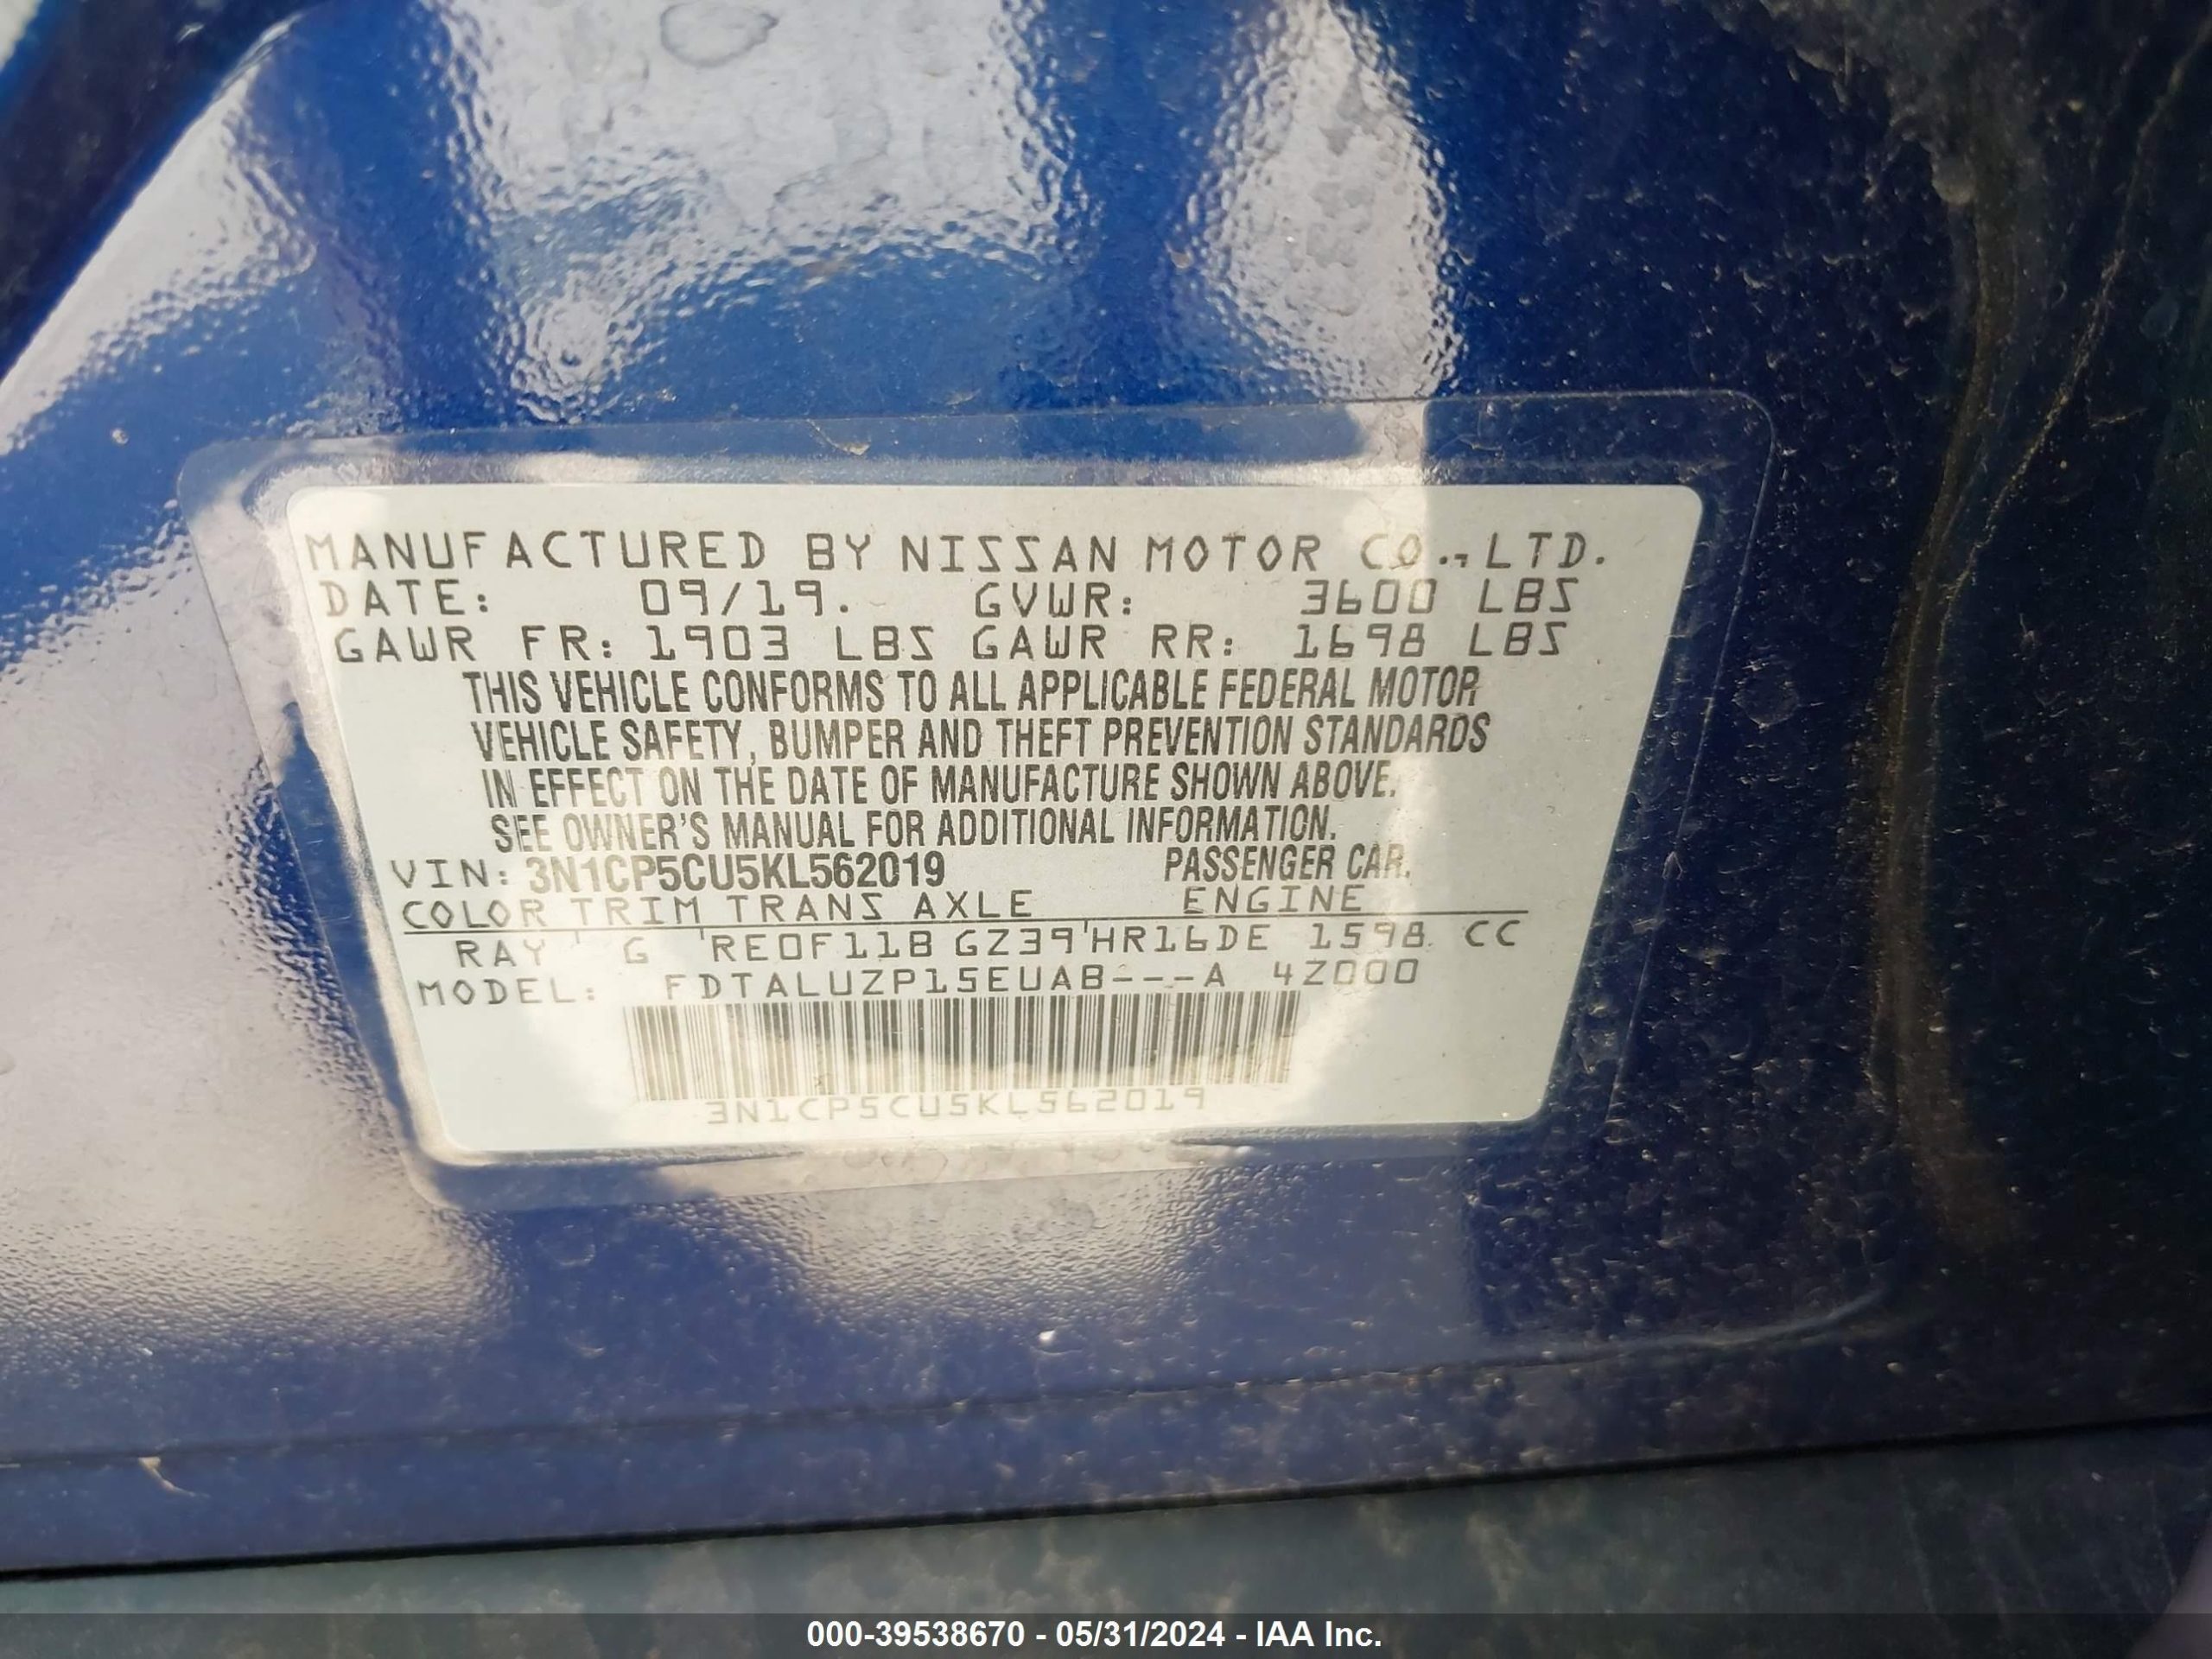 MANUFACTURED BY NISSAN MOTOR CO.,LTD.
DATE: 09/19. GVWR: 3600 LBS
GAWR FR: 1903 LBS GAWR RR: 1698 LBS
THIS VEHICLE CONFORMS TO ALL APPLICABLE FEDERAL MOTOR
VEHICLE SAFETY, BUMPER AND THEFT PREVENTION STANDARDS
IN EFFECT ON THE DATE OF MANUFACTURE SHOWN ABOVE.
SEE OWNER'S MANUAL FOR ADDITIONAL INFORMATION.
VIN: 3N1CP5CU5KL562019 PASSENGER CAR.
COLOR TRIM TRANS AXLE ENGINE
RAY G RE0F11B GZ39 HR16DE 1598 CC
MODEL: FDTALUZP15EUAB---A 4Z000
3N1CP5CU5KL562019
000-39538670 - 05/31/2024 - IAA Inc.